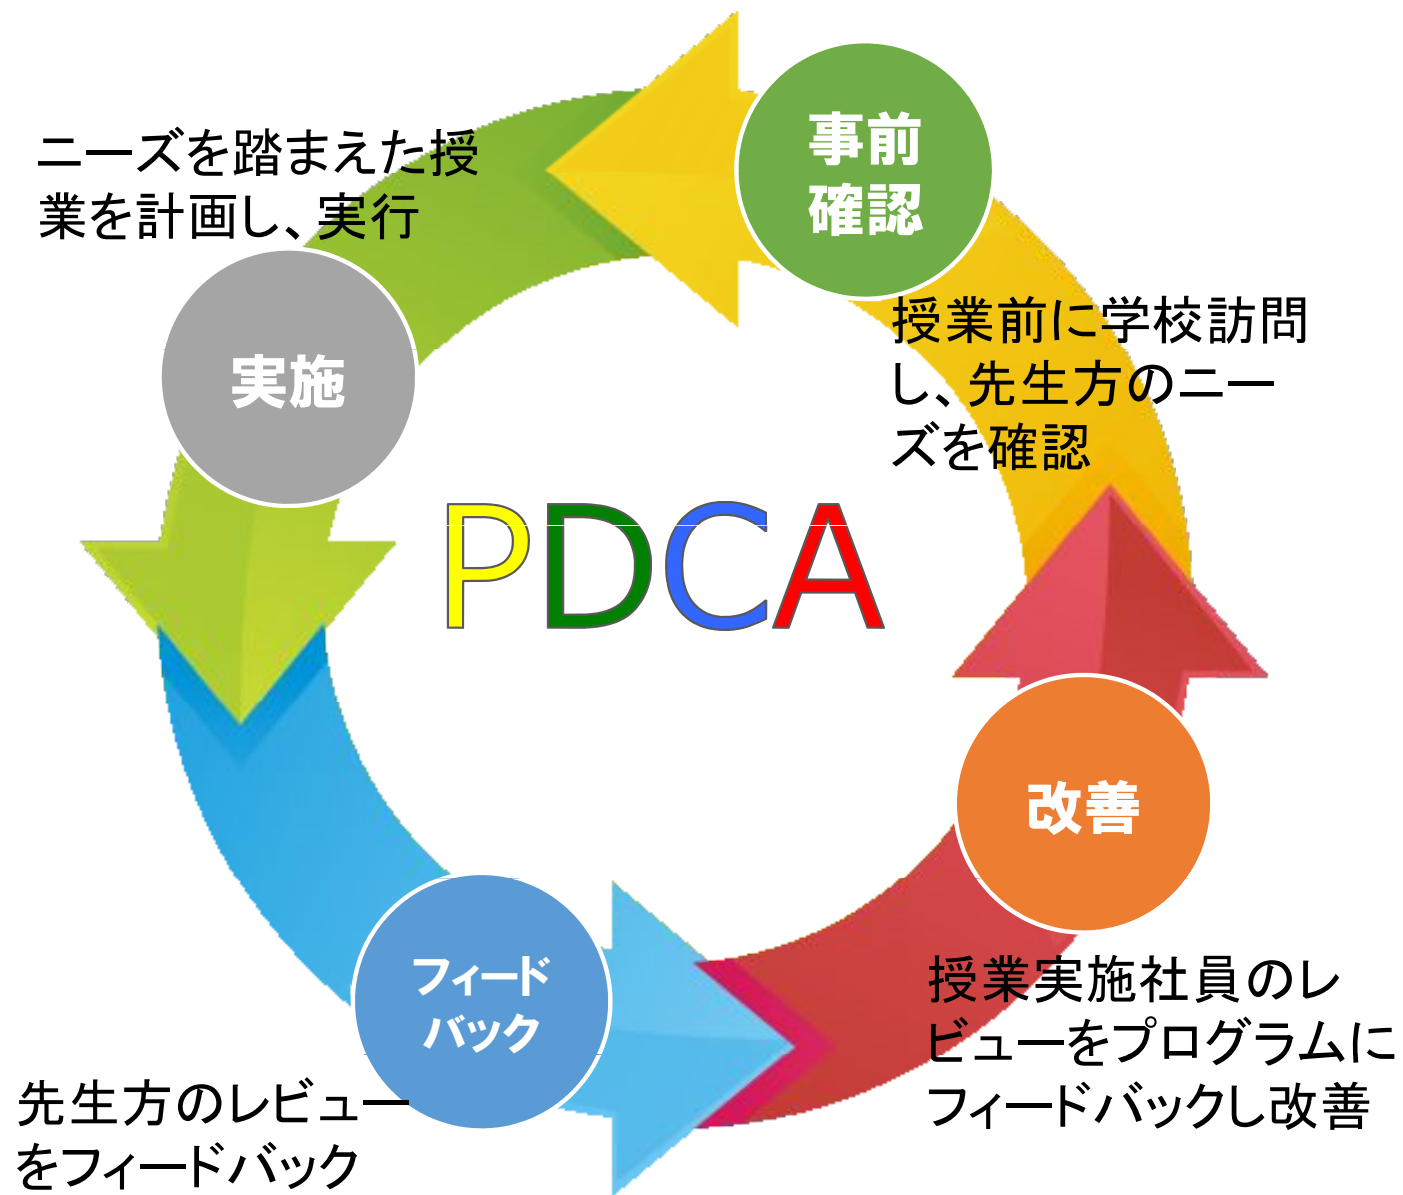 事前
確認
授業前に学校訪問
し、先生方のニー
ズを確認
ニーズを踏まえた授
業を計画し、実行
実施
PDCA
フィード
バック
先生方のレビュー
をフィードバック
改善
授業実施社員のレ
ビューをプログラムに
フィードバックし改善